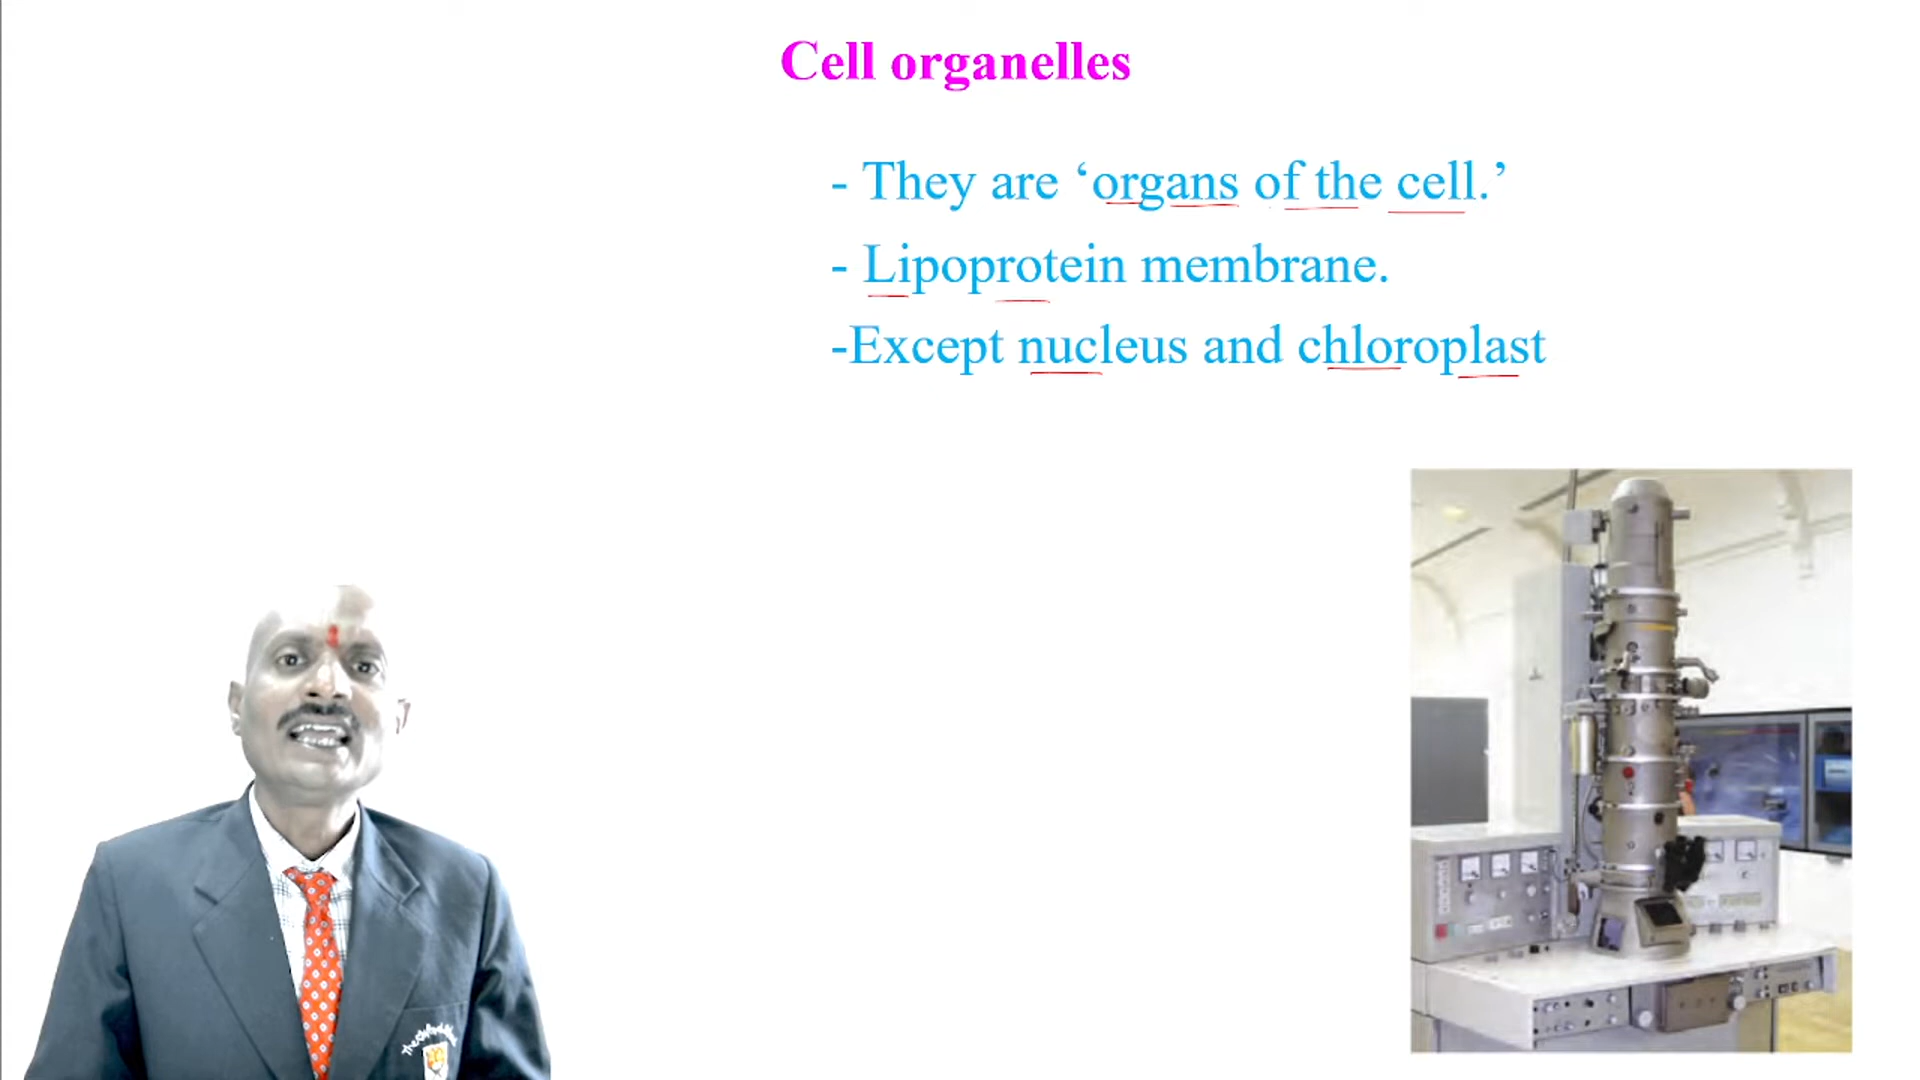 Cell organelles
- They are ‘organs of the cell.’
- Lipoprotein membrane.
-Except nucleus and chloroplast